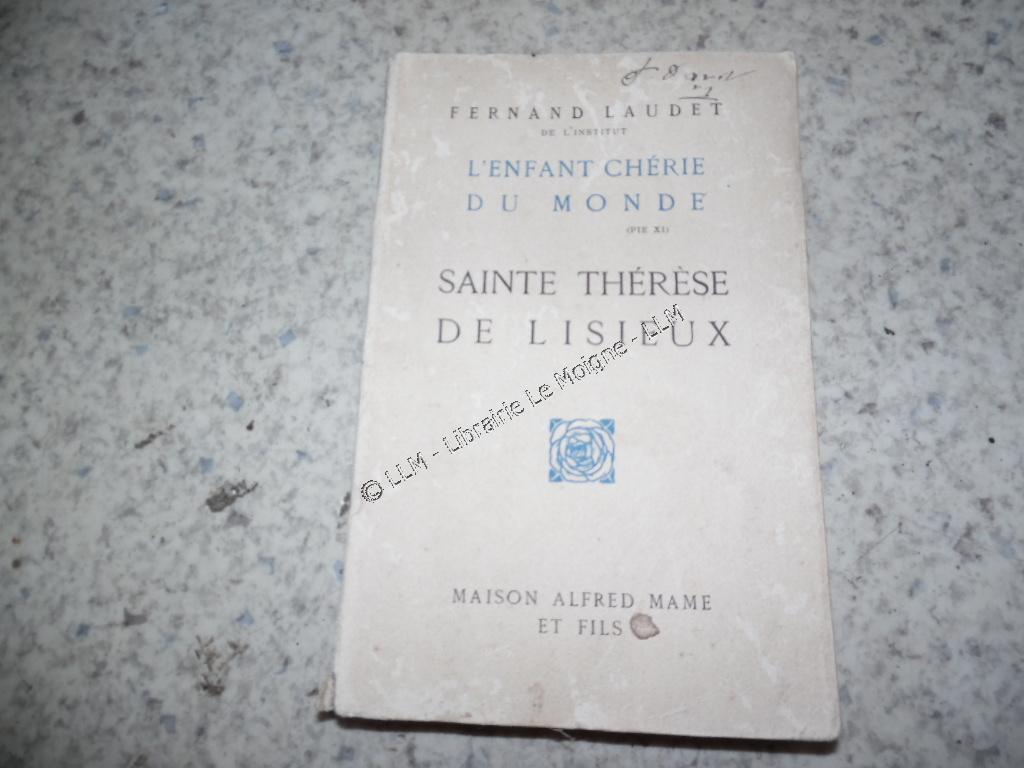 FERNAND LAUDET
DE L'INSTITUT
L'ENFANT CHÉRIE
DU MONDE
(PIE XI)
SAINTE THÉRÈSE
DE LISIEUX
© LLM - Librairie Le Moigne - LLM
MAISON ALFRED MAME
ET FILS